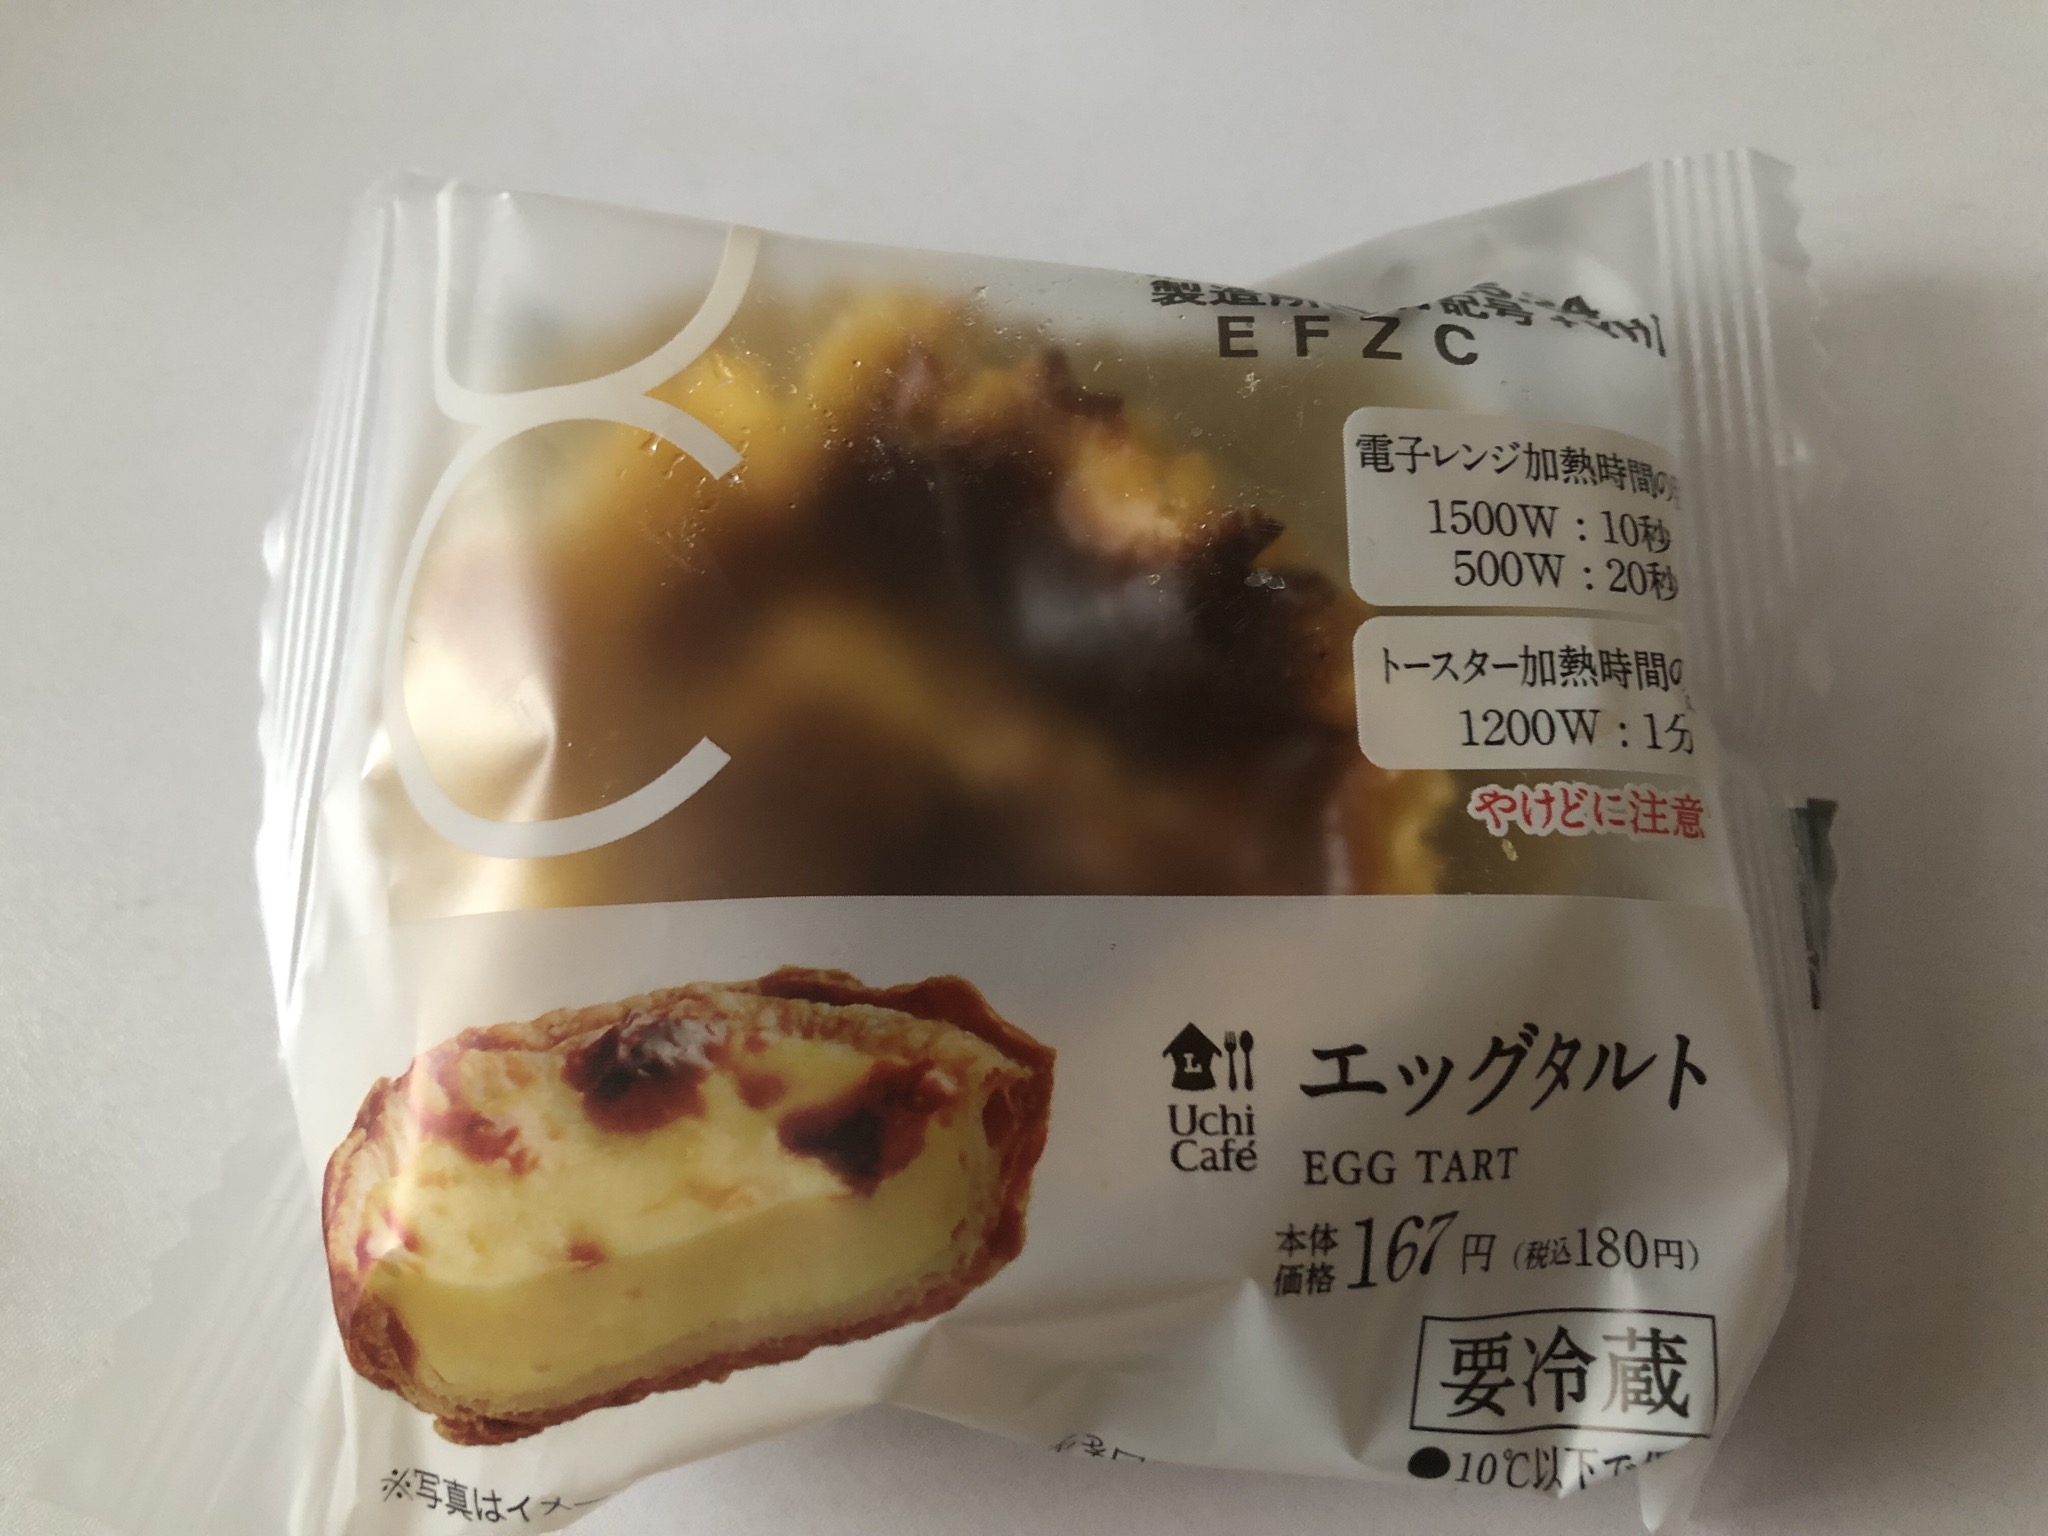 EFZC
電子レンジ加熱時間の
1500W：10秒
500W：20秒
トースター加熱時間の
1200W：1分
やけどに注意
L
Uchi
Café
エッグタルト
EGG TART
本体
価格 167円（税込180円）
要冷蔵
●10℃以下で
※写真はイメー